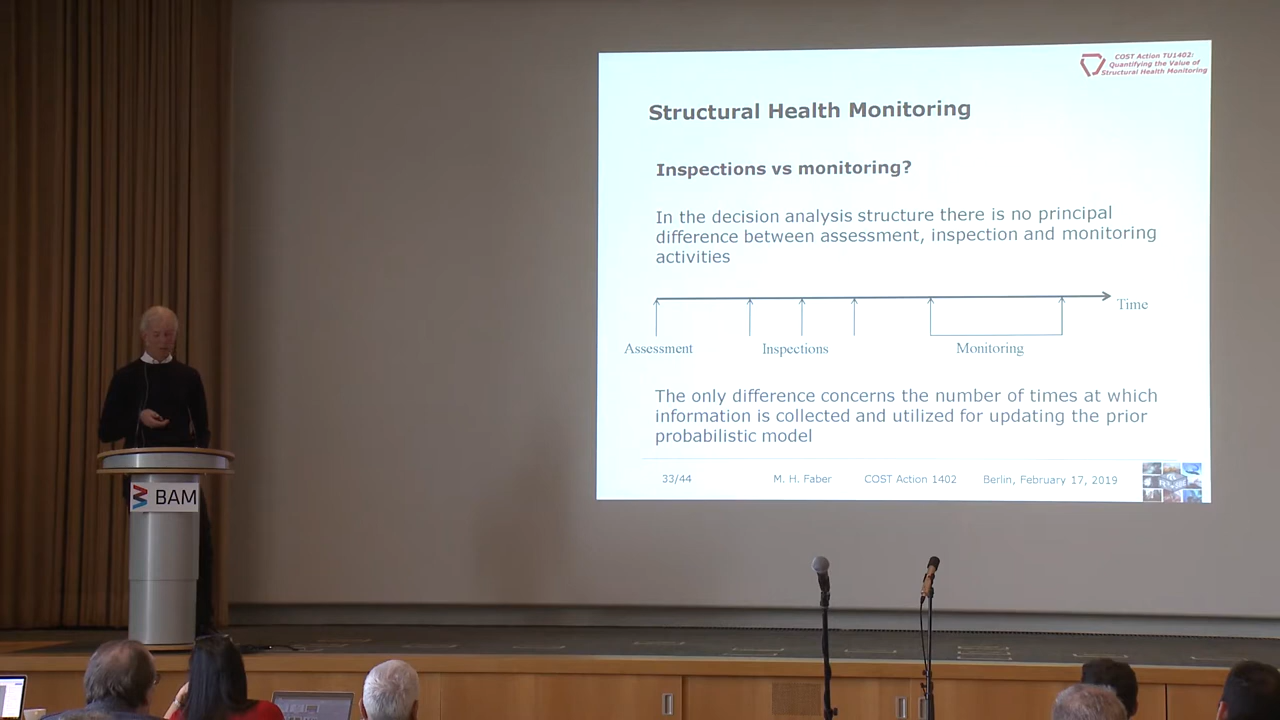 COST Action TU1402:
Quantifying the Value of
Structural Health Monitoring
Structural Health Monitoring
Inspections vs monitoring?
In the decision analysis structure there is no principal
difference between assessment, inspection and monitoring
activities
Time
Assessment
Inspections
Monitoring
The only difference concerns the number of times at which
information is collected and utilized for updating the prior
probabilistic model
33/44
M. H. Faber
COST Action 1402
Berlin, February 17, 2019
BAM